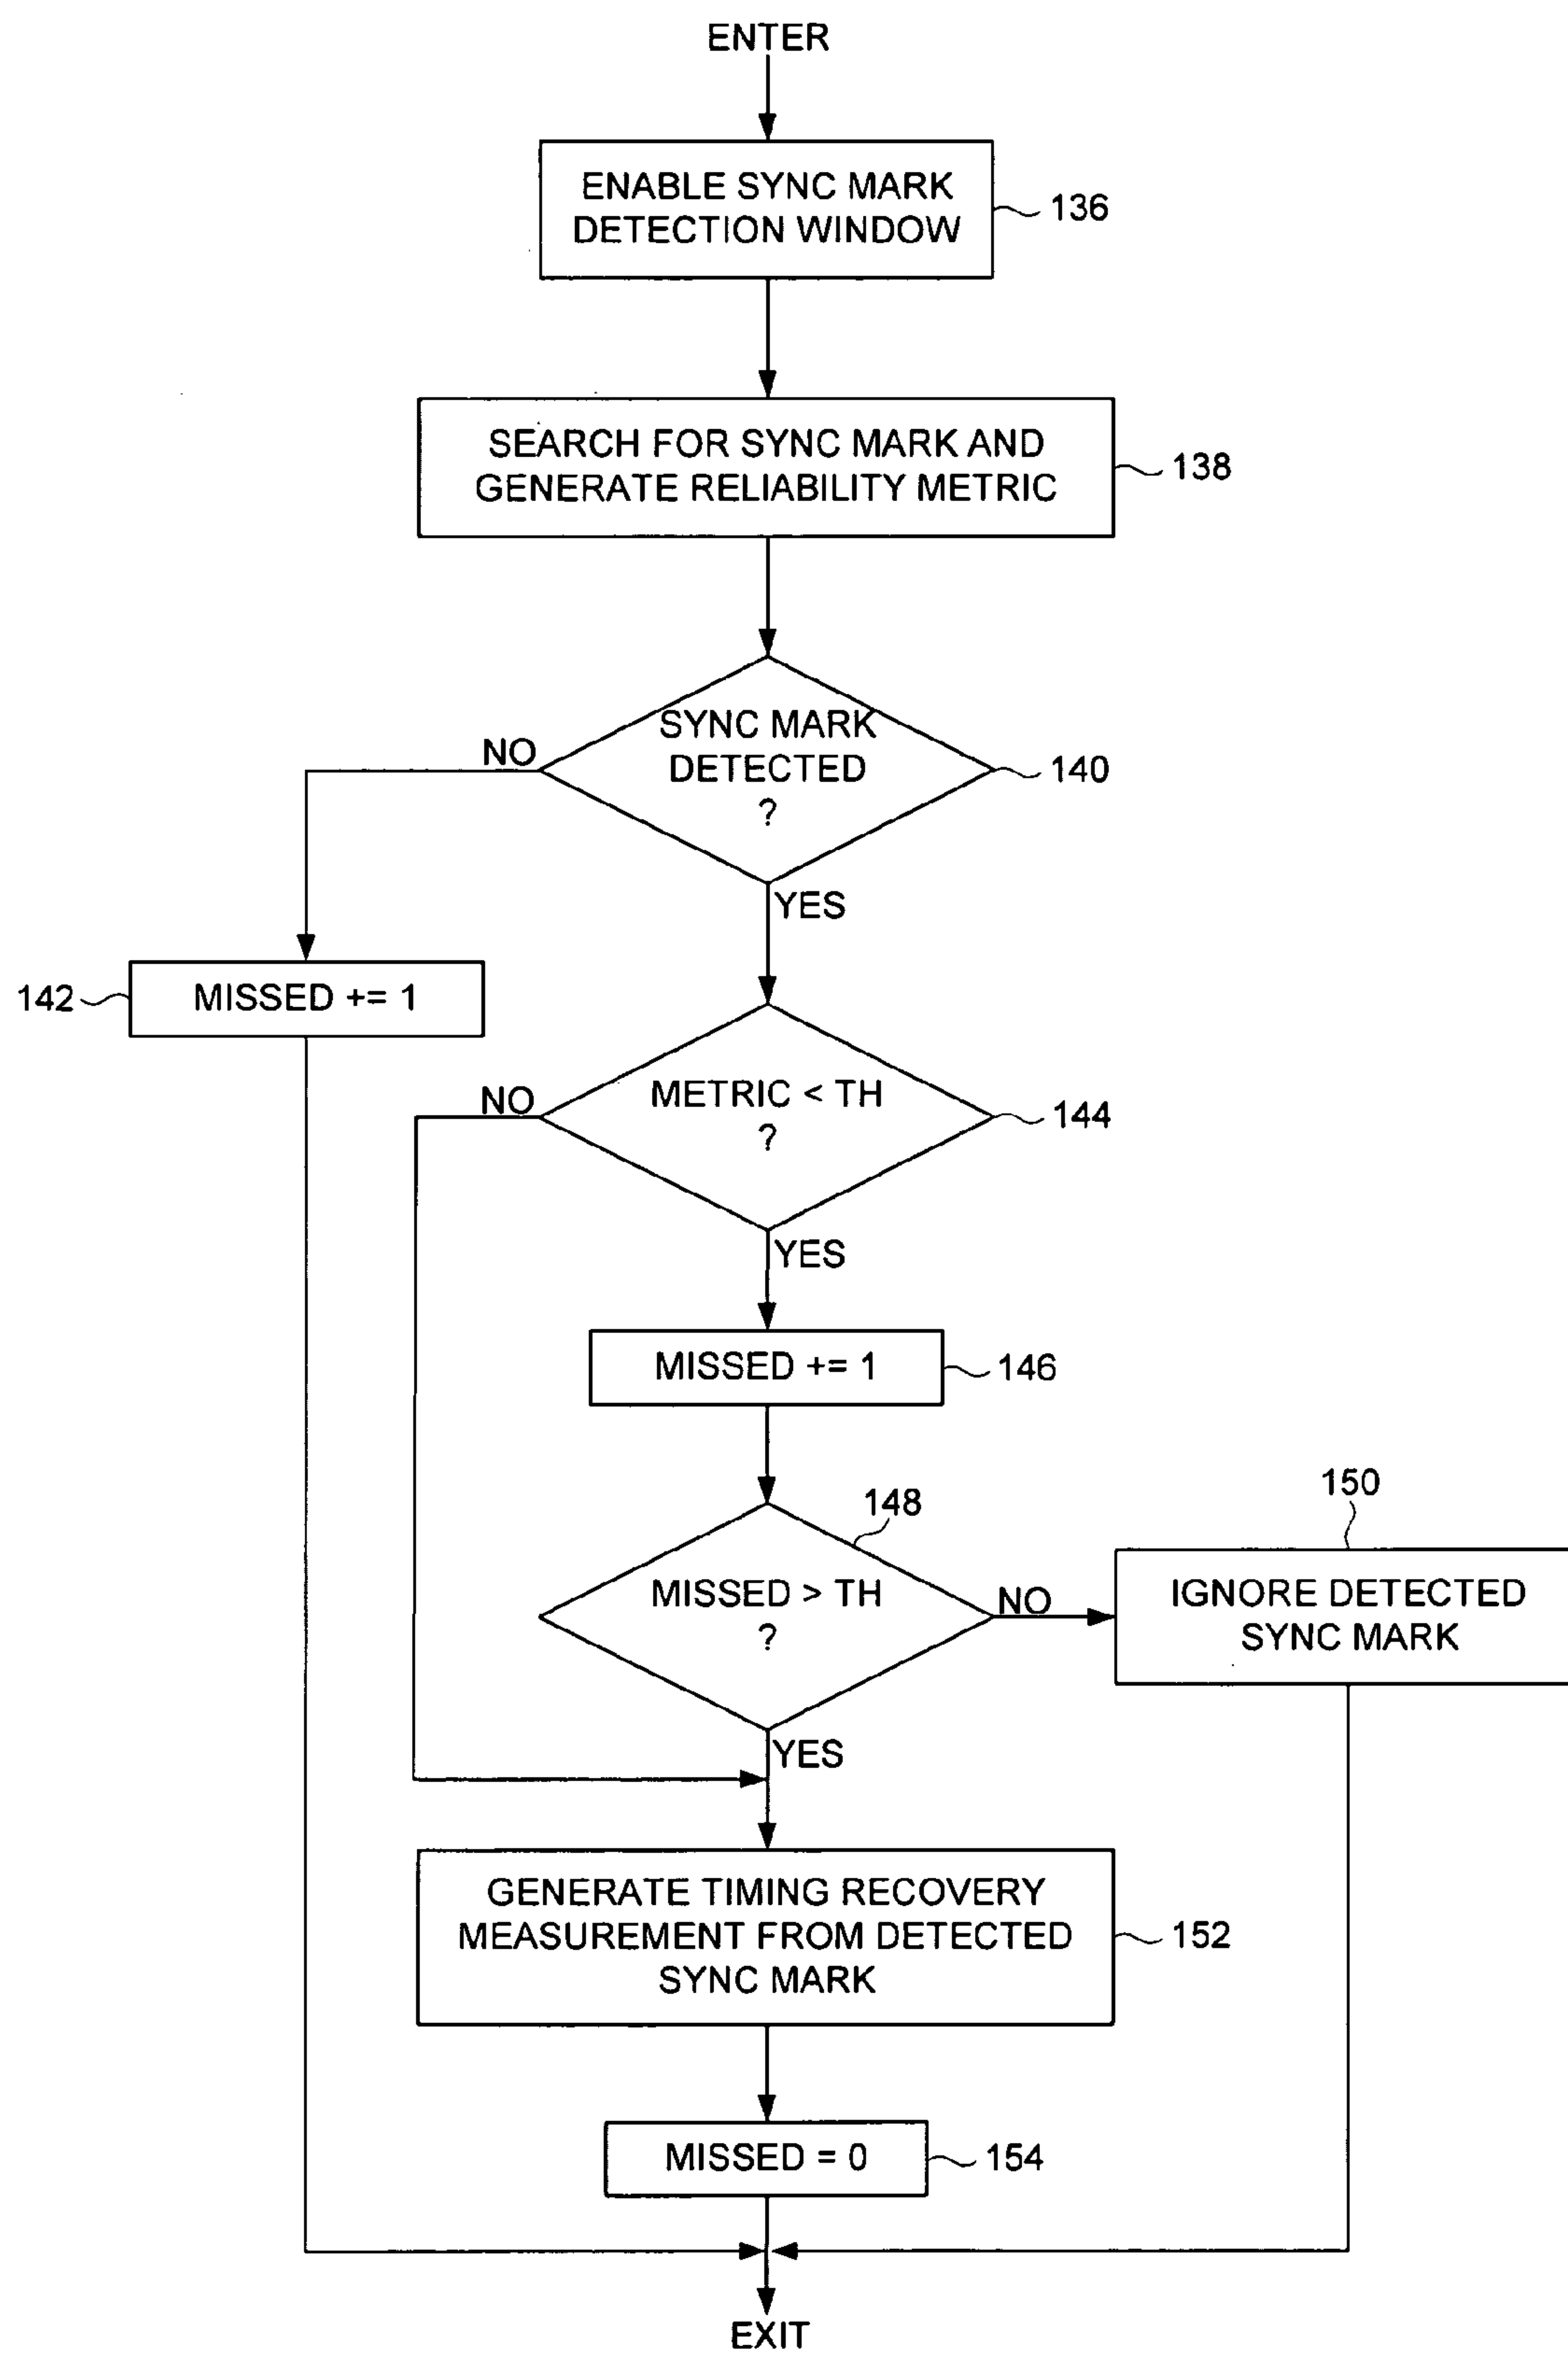 ENTER
ENABLE SYNC MARK
DETECTION WINDOW
136
SEARCH FOR SYNC MARK AND
GENERATE RELIABILITY METRIC
138
SYNC MARK
DETECTED
?
NO
140
YES
142
MISSED += 1
METRIC < TH
?
NO
144
YES
MISSED += 1
146
148
MISSED > TH
?
NO
150
IGNORE DETECTED
SYNC MARK
YES
GENERATE TIMING RECOVERY
MEASUREMENT FROM DETECTED
SYNC MARK
152
MISSED = 0
154
EXIT